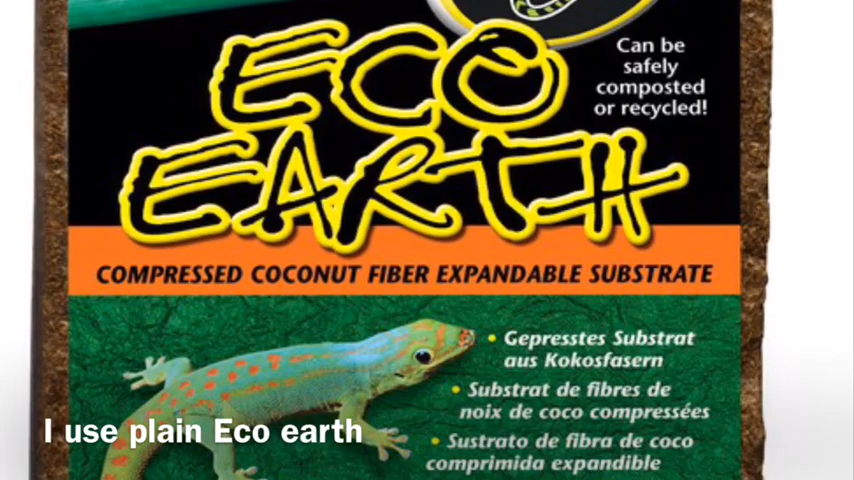 Can be
safely
composted
or recycled!
ECO
EARTH
COMPRESSED COCONUT FIBER EXPANDABLE SUBSTRATE
• Gepresstes Substrat
aus Kokosfasern
• Substrat de fibres de
noix de coco compressées
• Sustrato de fibra de coco
comprimida expandible
I use plain Eco earth